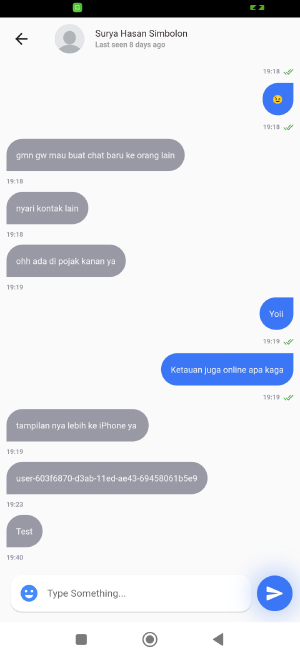 Surya Hasan Simbolon
Last seen 8 days ago
19:18
19:18
gmn gw mau buat chat baru ke orang lain
19:18
nyari kontak lain
19:18
ohh ada di pojak kanan ya
19:19
Yoii
19:19
Ketauan juga online apa kaga
19:19
tampilan nya lebih ke iPhone ya
19:19
user-603f6870-d3ab-11ed-ae43-69458061b5e9
19:23
Test
19:40
Type Something...